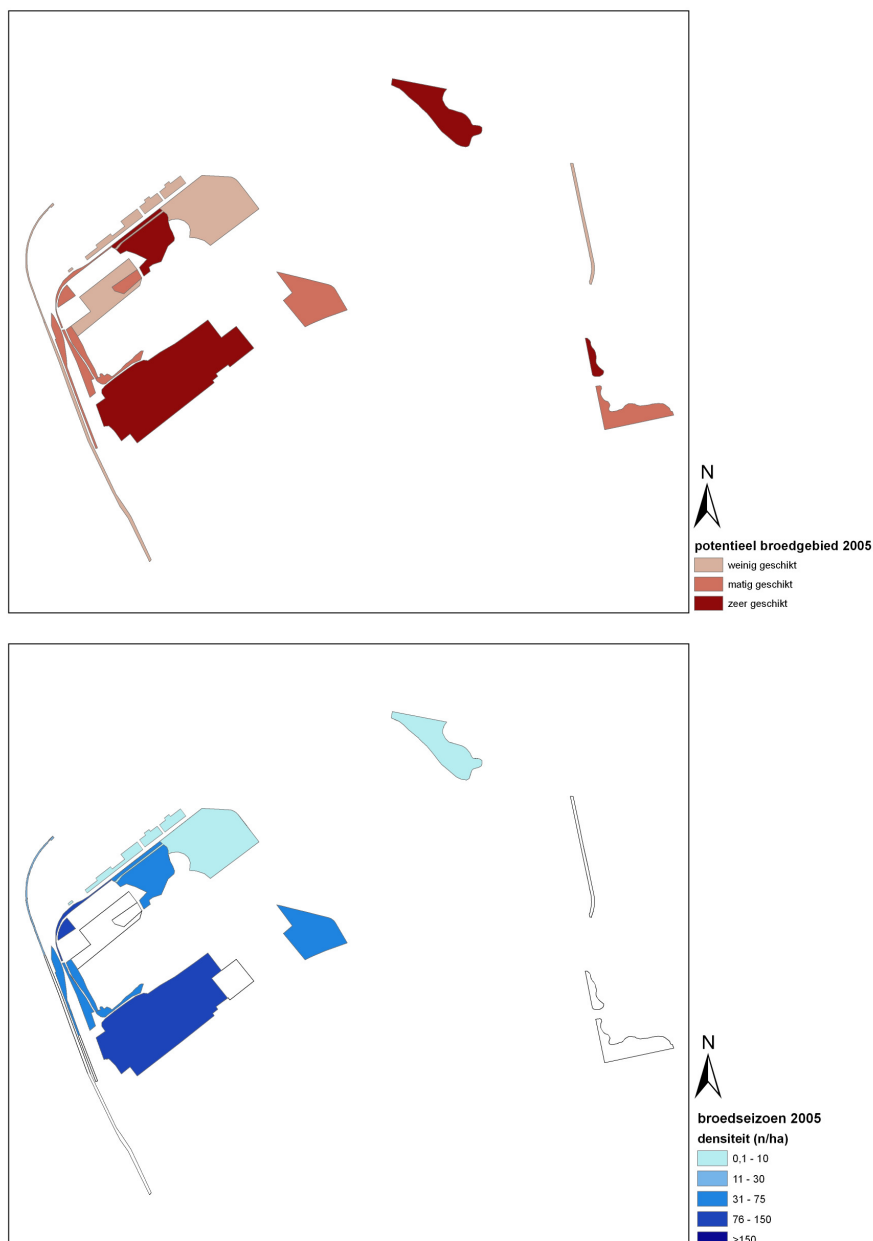 N
potentieel broedgebied 2005
weinig geschikt
matig geschikt
zeer geschikt
N
broedseizoen 2005
densiteit (n/ha)
0,1 - 10
11 - 30
31 - 75
76 - 150
>150